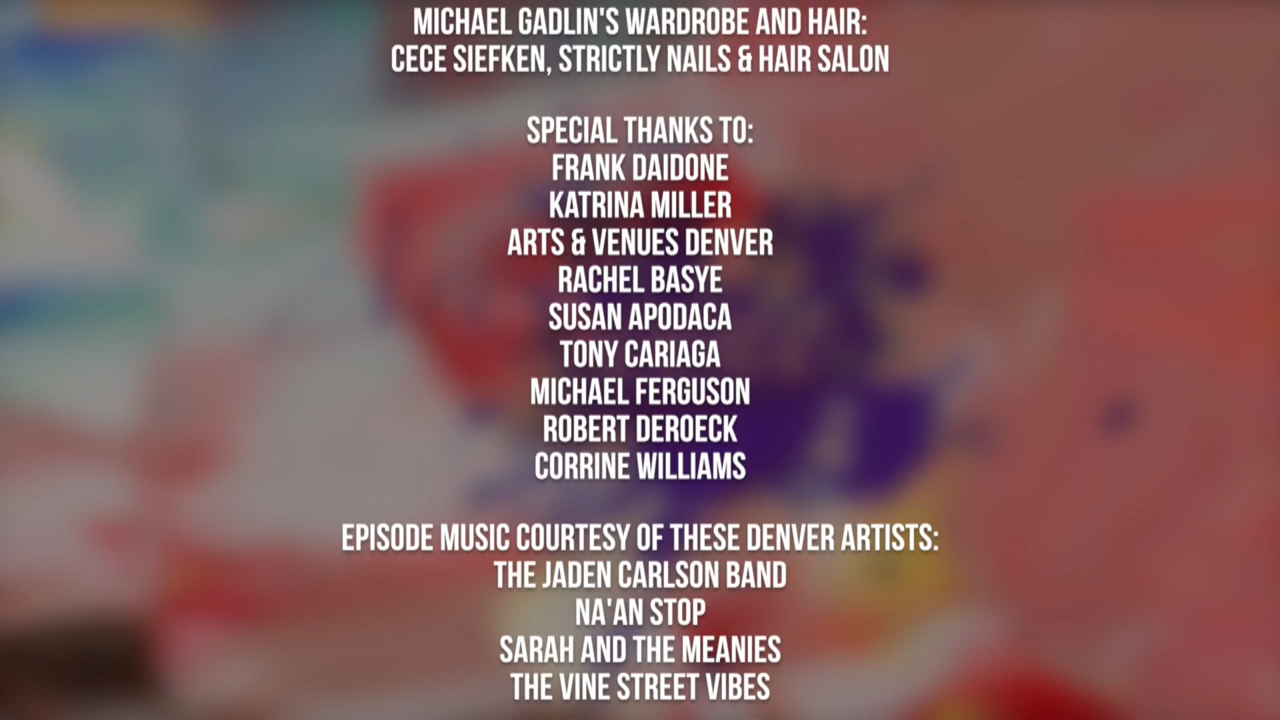 MICHAEL GADLIN'S WARDROBE AND HAIR:
CECE SIEFKEN, STRICTLY NAILS & HAIR SALON
SPECIAL THANKS TO:
FRANK DAIDONE
KATRINA MILLER
ARTS & VENUES DENVER
RACHEL BASYE
SUSAN APODACA
TONY CARIAGA
MICHAEL FERGUSON
ROBERT DEROECK
CORRINE WILLIAMS
EPISODE MUSIC COURTESY OF THESE DENVER ARTISTS:
THE JADEN CARLSON BAND
NA'AN STOP
SARAH AND THE MEANIES
THE VINE STREET VIBES